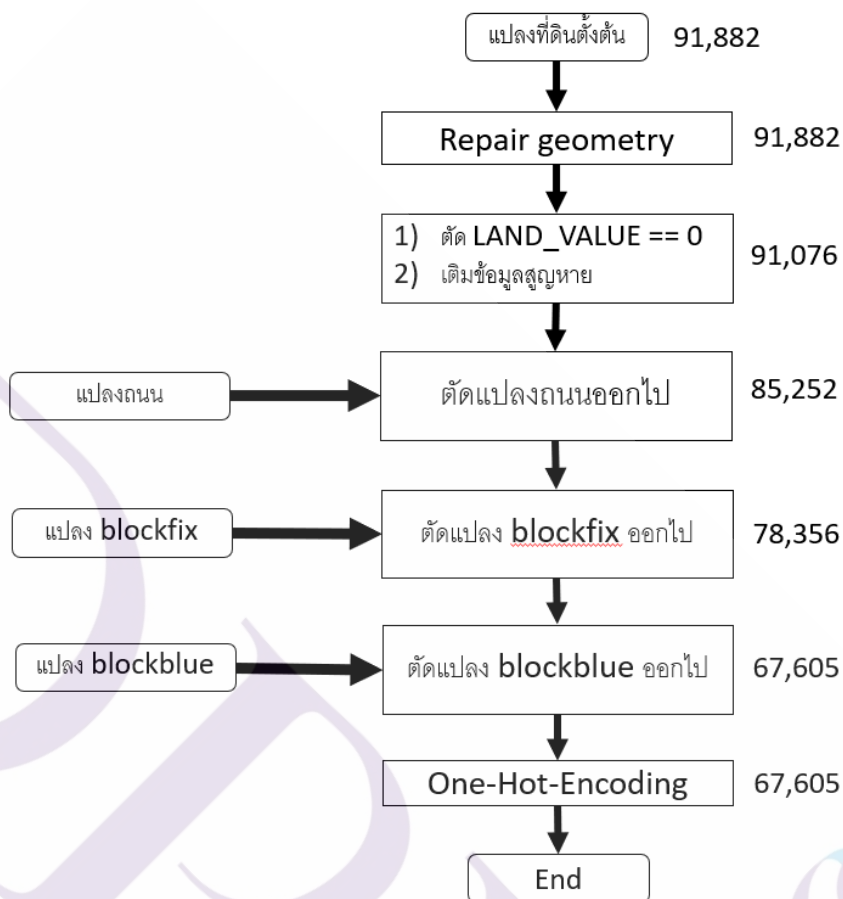 แปลงที่ดินตั้งต้น 91,882
Repair geometry 91,882
1) ตัด LAND_VALUE == 0
2) เติมข้อมูลสูญหาย
91,076
แปลงถนน
ตัดแปลงถนนออกไป 85,252
แปลง blockfix
ตัดแปลง blockfix ออกไป 78,356
แปลง blockblue
ตัดแปลง blockblue ออกไป 67,605
One-Hot-Encoding 67,605
End